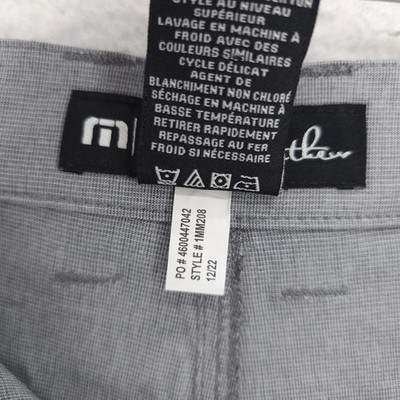 STYLE AU NIVEAU
SUPÉRIEUR
LAVAGE EN MACHINE À
FROID AVEC DES
COULEURS SIMILAIRES
CYCLE DÉLICAT
AGENT DE
BLANCHIMENT NON CHLORÉ
SÉCHAGE EN MACHINE À
BASSE TEMPÉRATURE
RETIRER RAPIDEMENT
REPASSAGE AU FER
FROID SI NÉCESSAIRE
m
thew
PO # 4600447042
STYLE # 1MM208
12/22